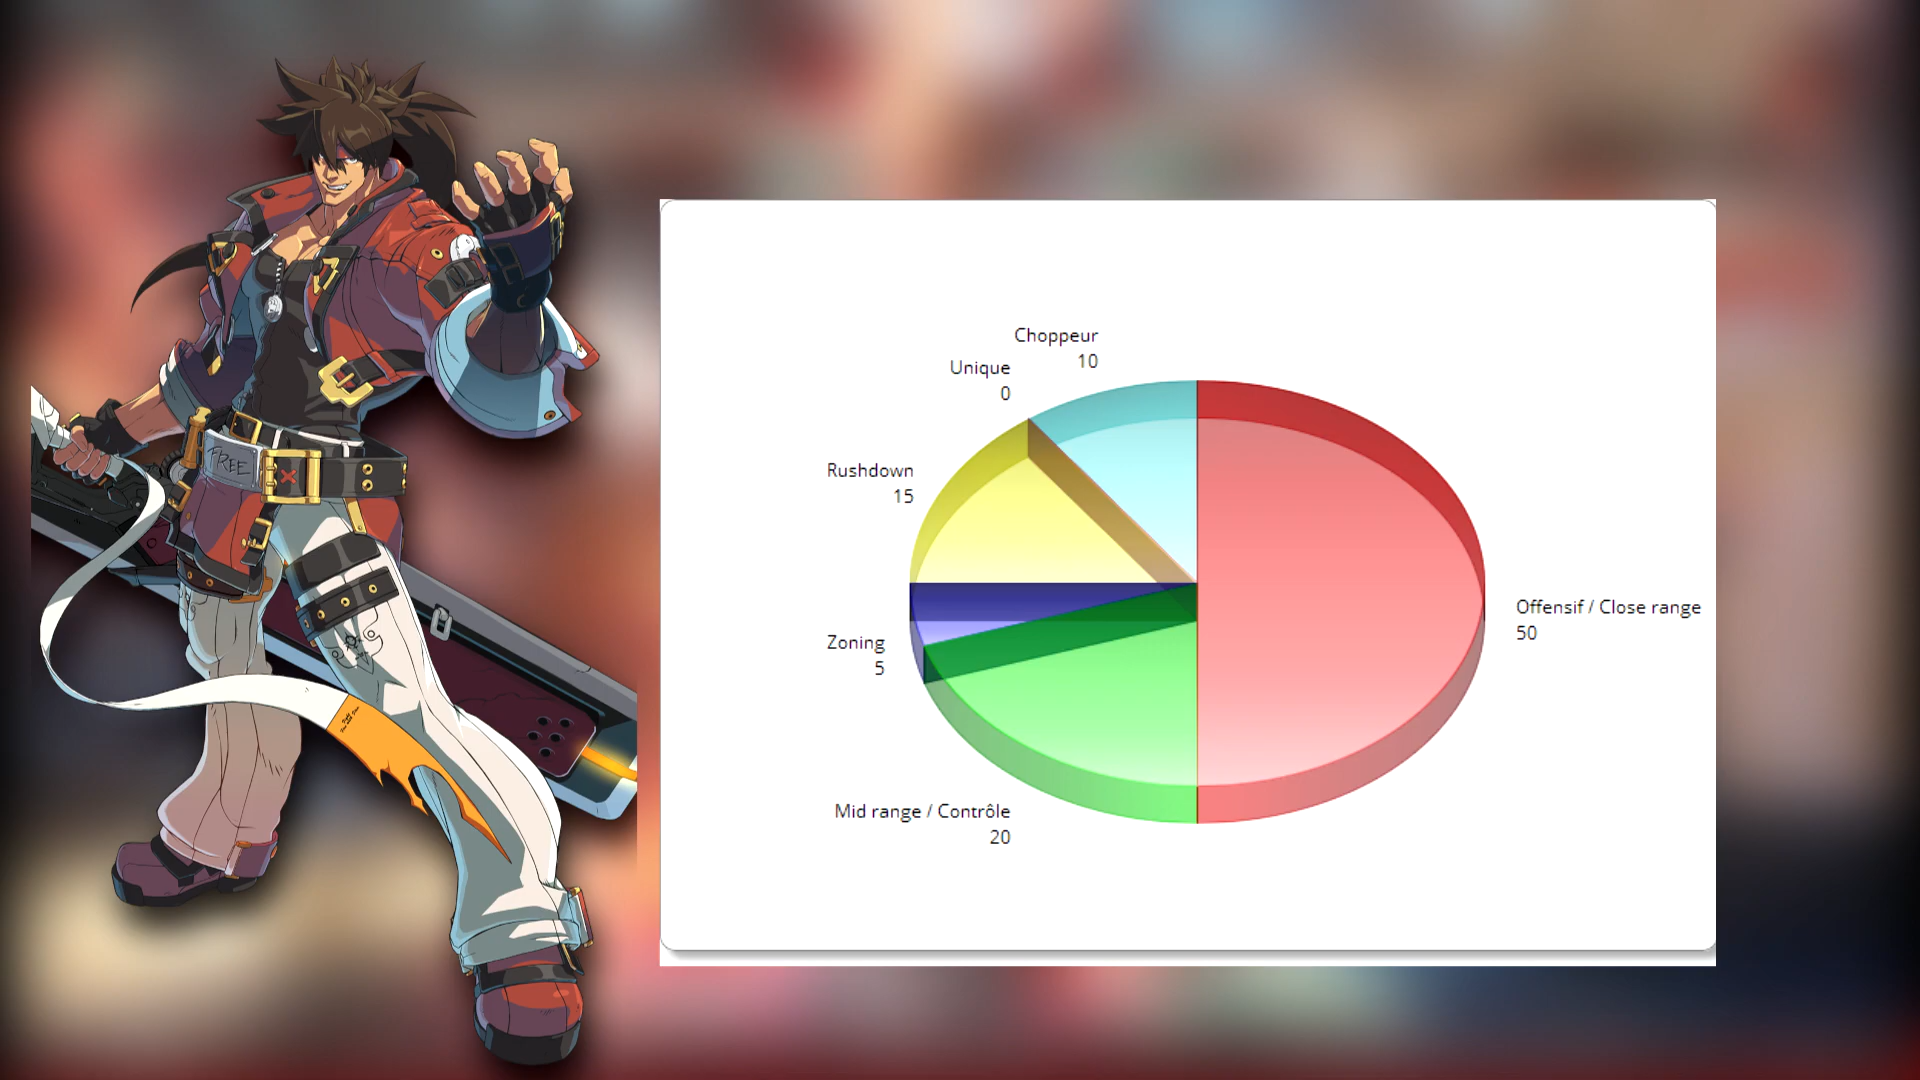 Choppeur
10
Unique
0
Rushdown
15
Zoning
5
Mid range / Contrôle
20
Offensif / Close range
50
FREE